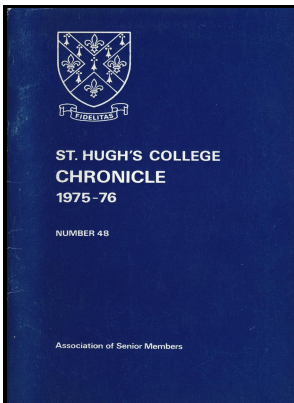 FIDELITAS
ST. HUGH'S COLLEGE
CHRONICLE
1975-76
NUMBER 48
Association of Senior Members